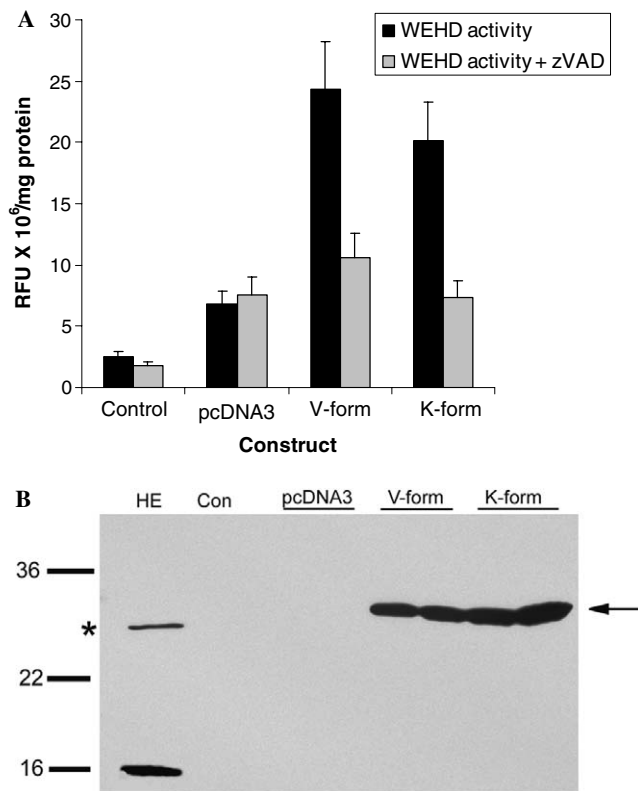 A
WEHD activity
WEHD activity + zVAD
30
25
20
15
10
5
0
RFU X 10⁶/mg protein
Control pcDNA3 V-form K-form
Construct
B
HE Con pcDNA3 V-form K-form
36
*
22
16